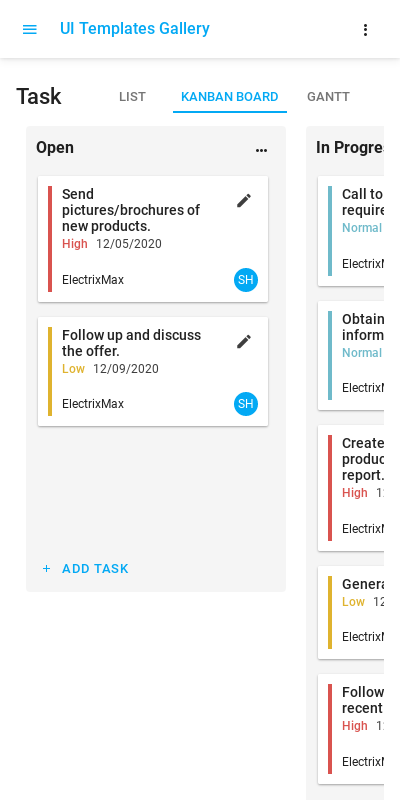 UI Templates Gallery
Task
LIST
KANBAN BOARD
GANTT
Open
Send
pictures/brochures of
new products.
High 12/05/2020
ElectrixMax
SH
Follow up and discuss
the offer.
Low 12/09/2020
ElectrixMax
SH
+ ADD TASK
In Progre
Call to
require
Normal
Electrix
Obtain
inform
Normal
Electrix
Create
produc
report.
High 1
Electrix
Genera
Low 12
Electrix
Follow
recent
High 1
Electrix